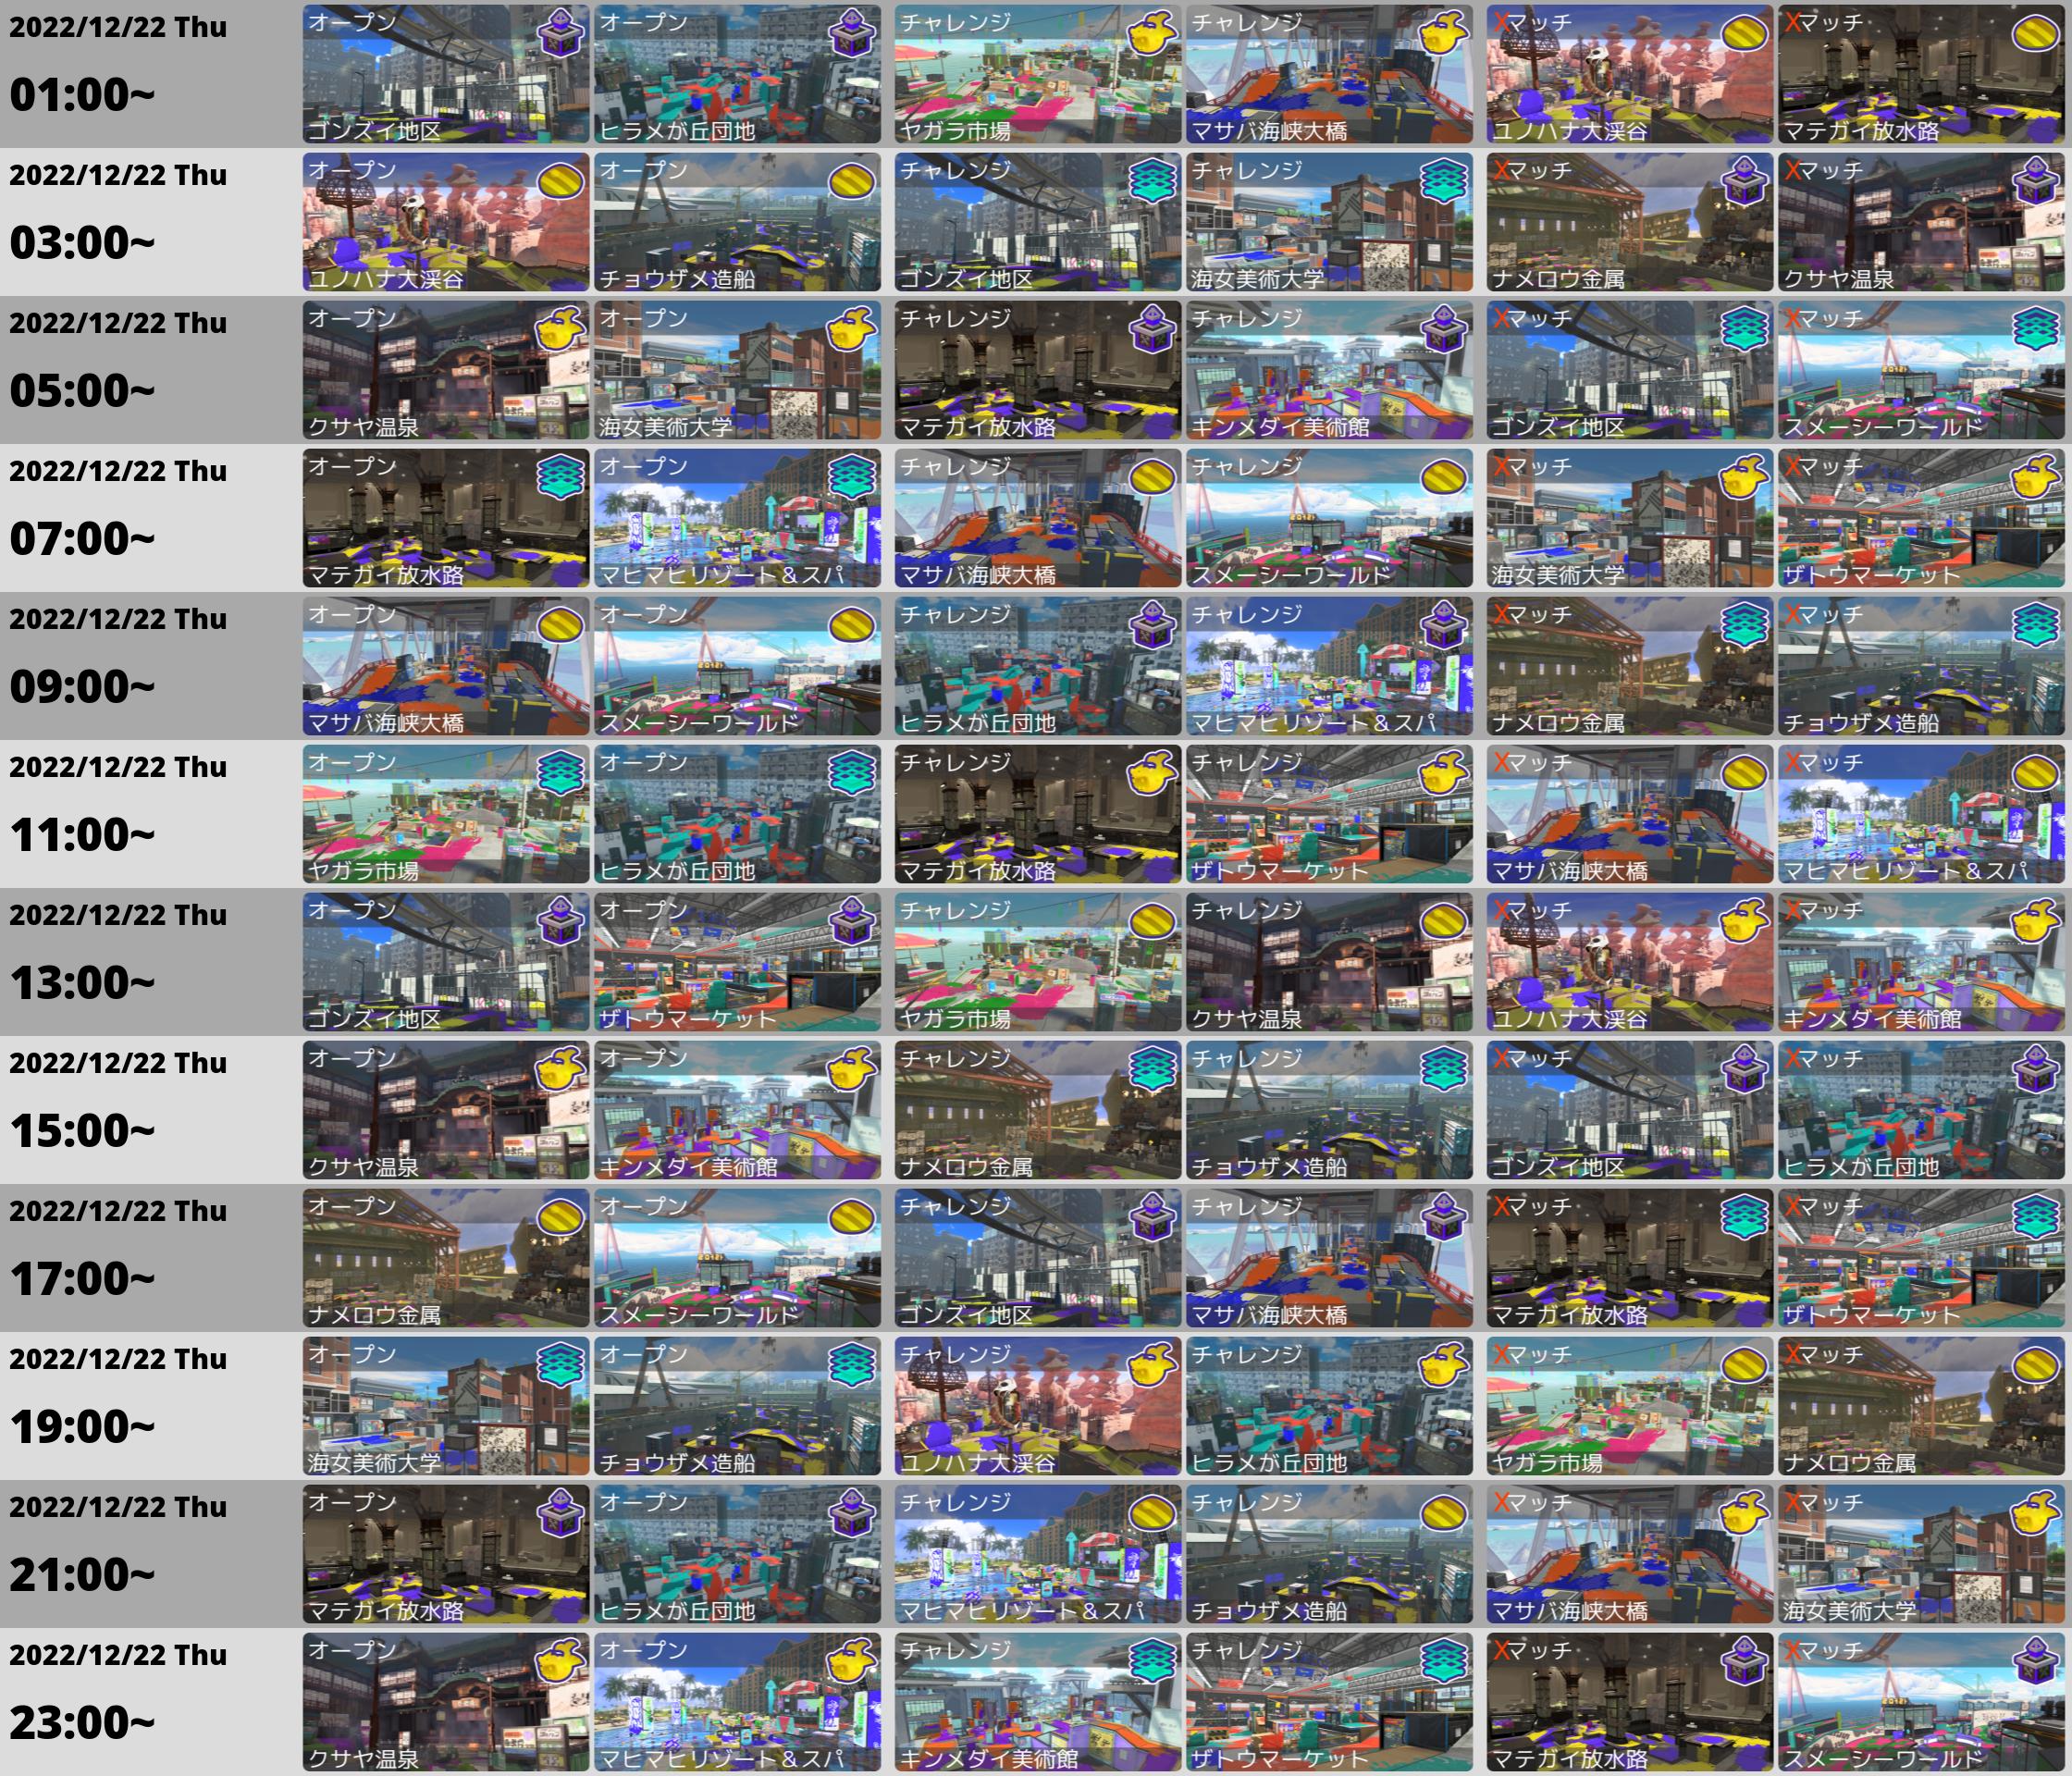 2022/12/22 Thu
01:00~
オープン オープン チャレンジ チャレンジ Xマッチ Xマッチ
ゴンズイ地区 ヒラメが丘団地 ヤガラ市場 マサバ海峡大橋 ユノハナ大渓谷 マテガイ放水路
2022/12/22 Thu
03:00~
オープン オープン チャレンジ チャレンジ Xマッチ Xマッチ
ユノハナ大渓谷 チョウザメ造船 ゴンズイ地区 海女美術大学 ナメロウ金属 クサヤ温泉
2022/12/22 Thu
05:00~
オープン オープン チャレンジ チャレンジ Xマッチ Xマッチ
クサヤ温泉 海女美術大学 マテガイ放水路 キンメダイ美術館 ゴンズイ地区 スメーシーワールド
2022/12/22 Thu
07:00~
オープン オープン チャレンジ チャレンジ Xマッチ Xマッチ
マテガイ放水路 マヒマヒリゾート＆スパ マサバ海峡大橋 スメーシーワールド 海女美術大学 ザトウマーケット
2022/12/22 Thu
09:00~
オープン オープン チャレンジ チャレンジ Xマッチ Xマッチ
マサバ海峡大橋 スメーシーワールド ヒラメが丘団地 マヒマヒリゾート＆スパ ナメロウ金属 チョウザメ造船
2022/12/22 Thu
11:00~
オープン オープン チャレンジ チャレンジ Xマッチ Xマッチ
ヤガラ市場 ヒラメが丘団地 マテガイ放水路 ザトウマーケット マサバ海峡大橋 マヒマヒリゾート＆スパ
2022/12/22 Thu
13:00~
オープン オープン チャレンジ チャレンジ Xマッチ Xマッチ
ゴンズイ地区 ザトウマーケット ヤガラ市場 クサヤ温泉 ユノハナ大渓谷 キンメダイ美術館
2022/12/22 Thu
15:00~
オープン オープン チャレンジ チャレンジ Xマッチ Xマッチ
クサヤ温泉 キンメダイ美術館 ナメロウ金属 チョウザメ造船 ゴンズイ地区 ヒラメが丘団地
2022/12/22 Thu
17:00~
オープン オープン チャレンジ チャレンジ Xマッチ Xマッチ
ナメロウ金属 スメーシーワールド ゴンズイ地区 マサバ海峡大橋 マテガイ放水路 ザトウマーケット
2022/12/22 Thu
19:00~
オープン オープン チャレンジ チャレンジ Xマッチ Xマッチ
海女美術大学 チョウザメ造船 ユノハナ大渓谷 ヒラメが丘団地 ヤガラ市場 ナメロウ金属
2022/12/22 Thu
21:00~
オープン オープン チャレンジ チャレンジ Xマッチ Xマッチ
マテガイ放水路 ヒラメが丘団地 マヒマヒリゾート＆スパ チョウザメ造船 マサバ海峡大橋 海女美術大学
2022/12/22 Thu
23:00~
オープン オープン チャレンジ チャレンジ Xマッチ Xマッチ
クサヤ温泉 マヒマヒリゾート＆スパ キンメダイ美術館 ザトウマーケット マテガイ放水路 スメーシーワールド